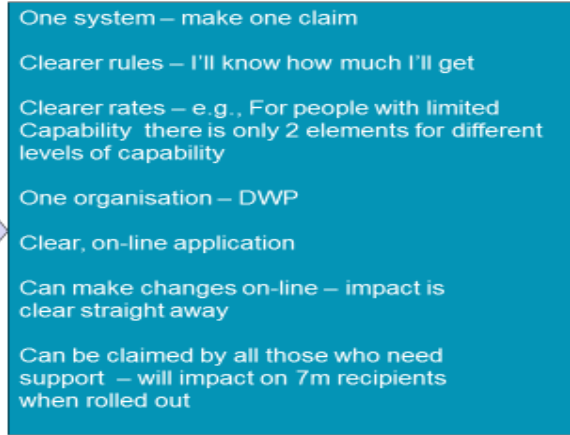 One system – make one claim
Clearer rules – I'll know how much I'll get
Clearer rates – e.g., For people with limited
Capability there is only 2 elements for different
levels of capability
One organisation – DWP
Clear, on-line application
Can make changes on-line – impact is
clear straight away
Can be claimed by all those who need
support – will impact on 7m recipients
when rolled out